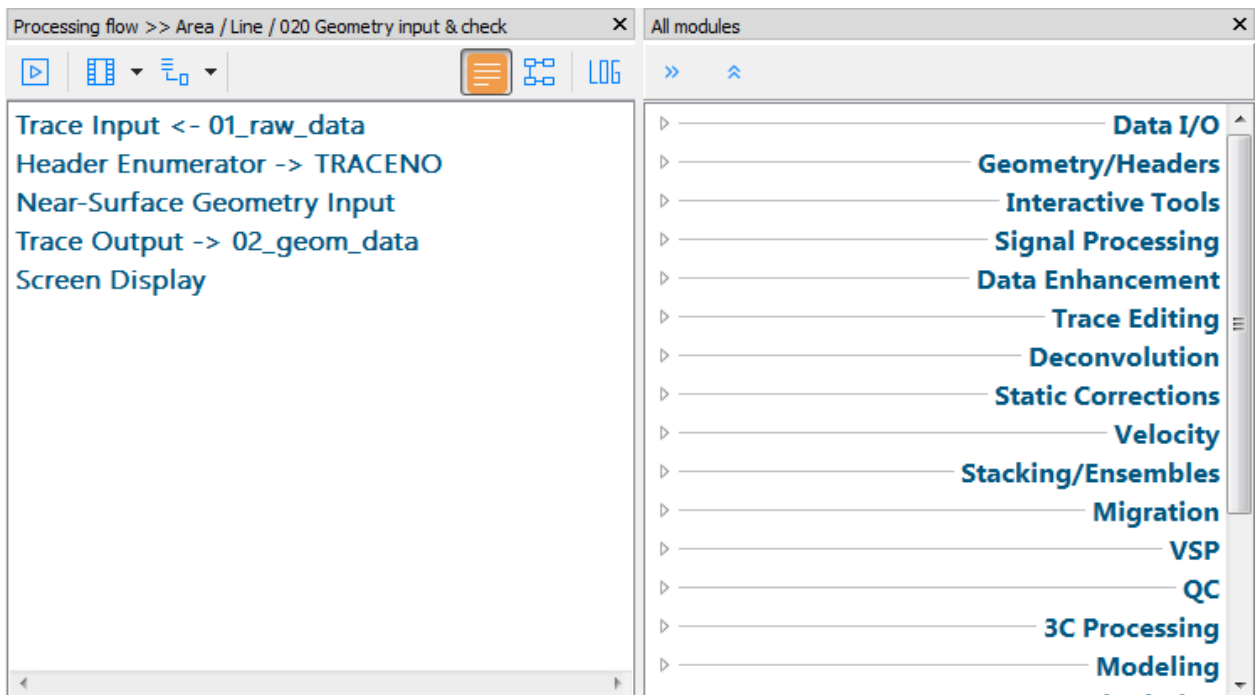 Processing flow >> Area / Line / 020 Geometry input & check
All modules
LOG
Trace Input <- 01_raw_data
Header Enumerator -> TRACENO
Near-Surface Geometry Input
Trace Output -> 02_geom_data
Screen Display
Data I/O
Geometry/Headers
Interactive Tools
Signal Processing
Data Enhancement
Trace Editing
Deconvolution
Static Corrections
Velocity
Stacking/Ensembles
Migration
VSP
QC
3C Processing
Modeling